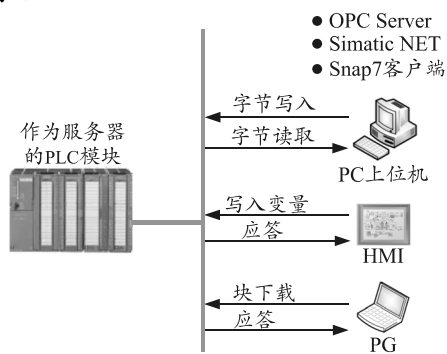 ● OPC Server
● Simatic NET
● Snap7客户端
字节写入
字节读取
PC上位机
作为服务器
的PLC模块
写入变量
应答
HMI
块下载
应答
PG